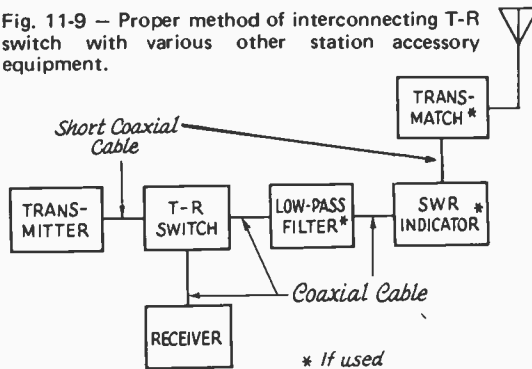 Fig. 11-9 — Proper method of interconnecting T-R
switch with various other station accessory
equipment.
TRANS-
MATCH*
Short Coaxial
Cable
TRANS-
MITTER
T-R
SWITCH
LOW-PASS
FILTER*
SWR
INDICATOR*
Coaxial Cable
RECEIVER
* If used